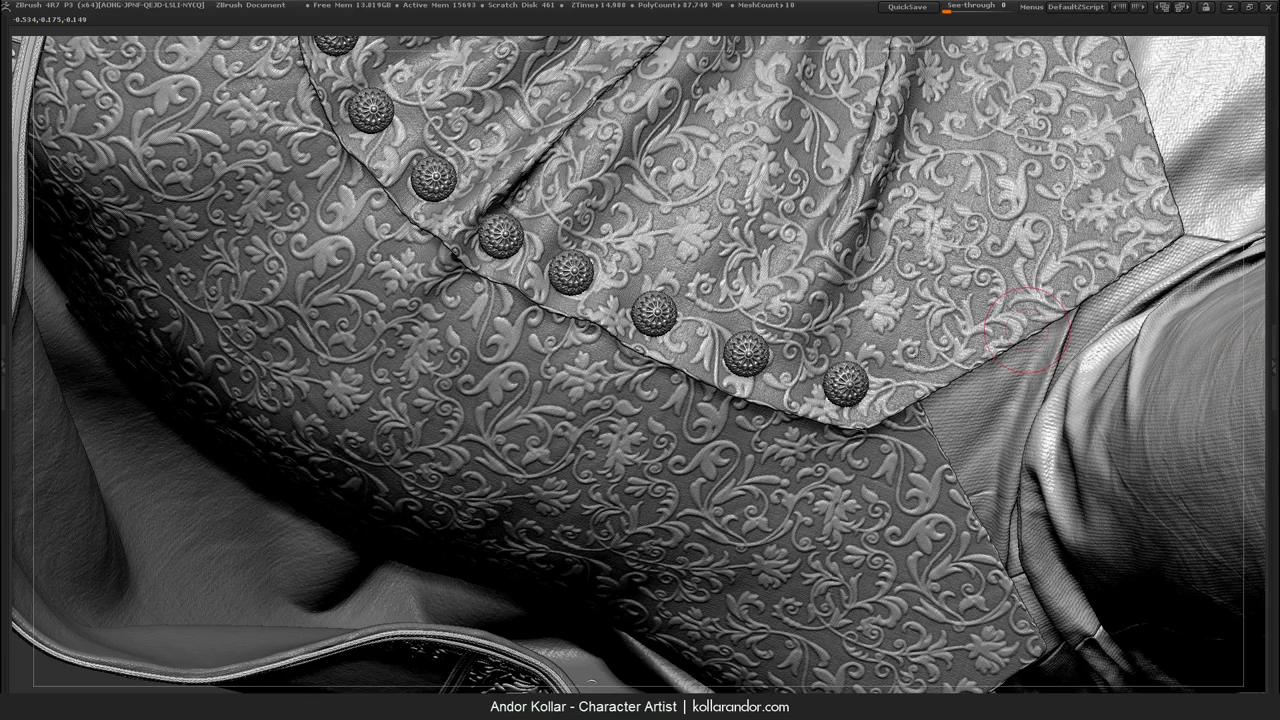 ZBrush 4R7 P3 (x64)[AOHG-JPNF-QEJD-LSLI-NYCQ] ZBrush Document • Free Mem 13.819GB • Active Mem 15693 • Scratch Disk 461 • ZTime▸14.908 • PolyCount▸87.749 MP • MeshCount▸10 QuickSave See-through 0 Menus DefaultZScript
-0.534,-0.175,-0.149
Andor Kollar - Character Artist | kollarandor.com